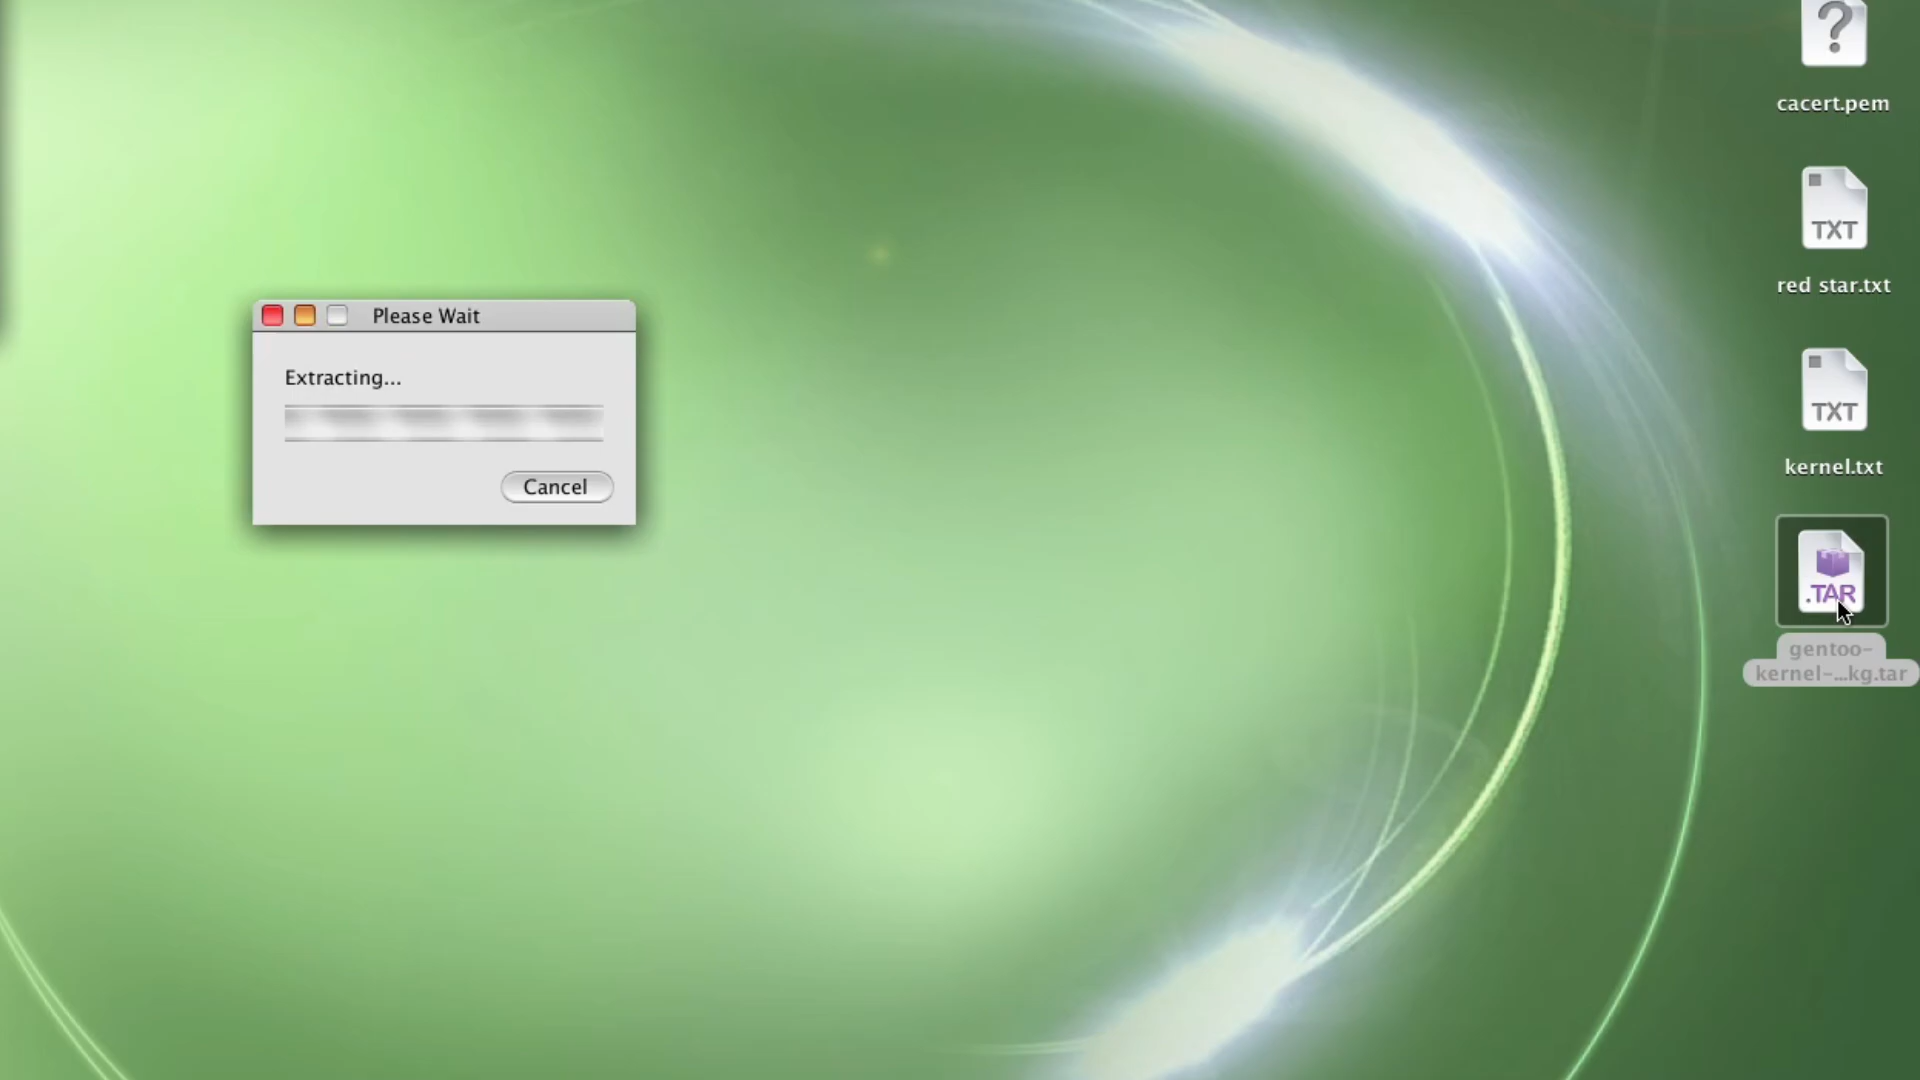 ?
cacert.pem
TXT
red star.txt
Please Wait
Extracting...
TXT
kernel.txt
Cancel
.TAR
gentoo-
kernel-...kg.tar